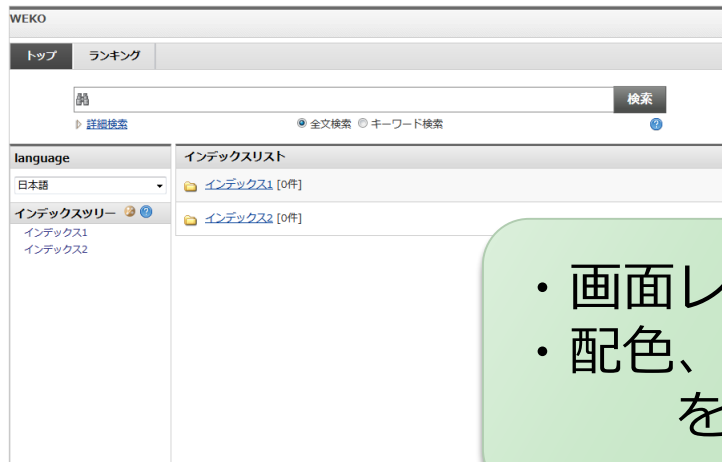 WEKO
トップ ランキング
検索
詳細検索 全文検索 キーワード検索
language
日本語
インデックスツリー
インデックス1
インデックス2
インデックスリスト
インデックス1 [0件]
インデックス2 [0件]
・画面レ
・配色、
を